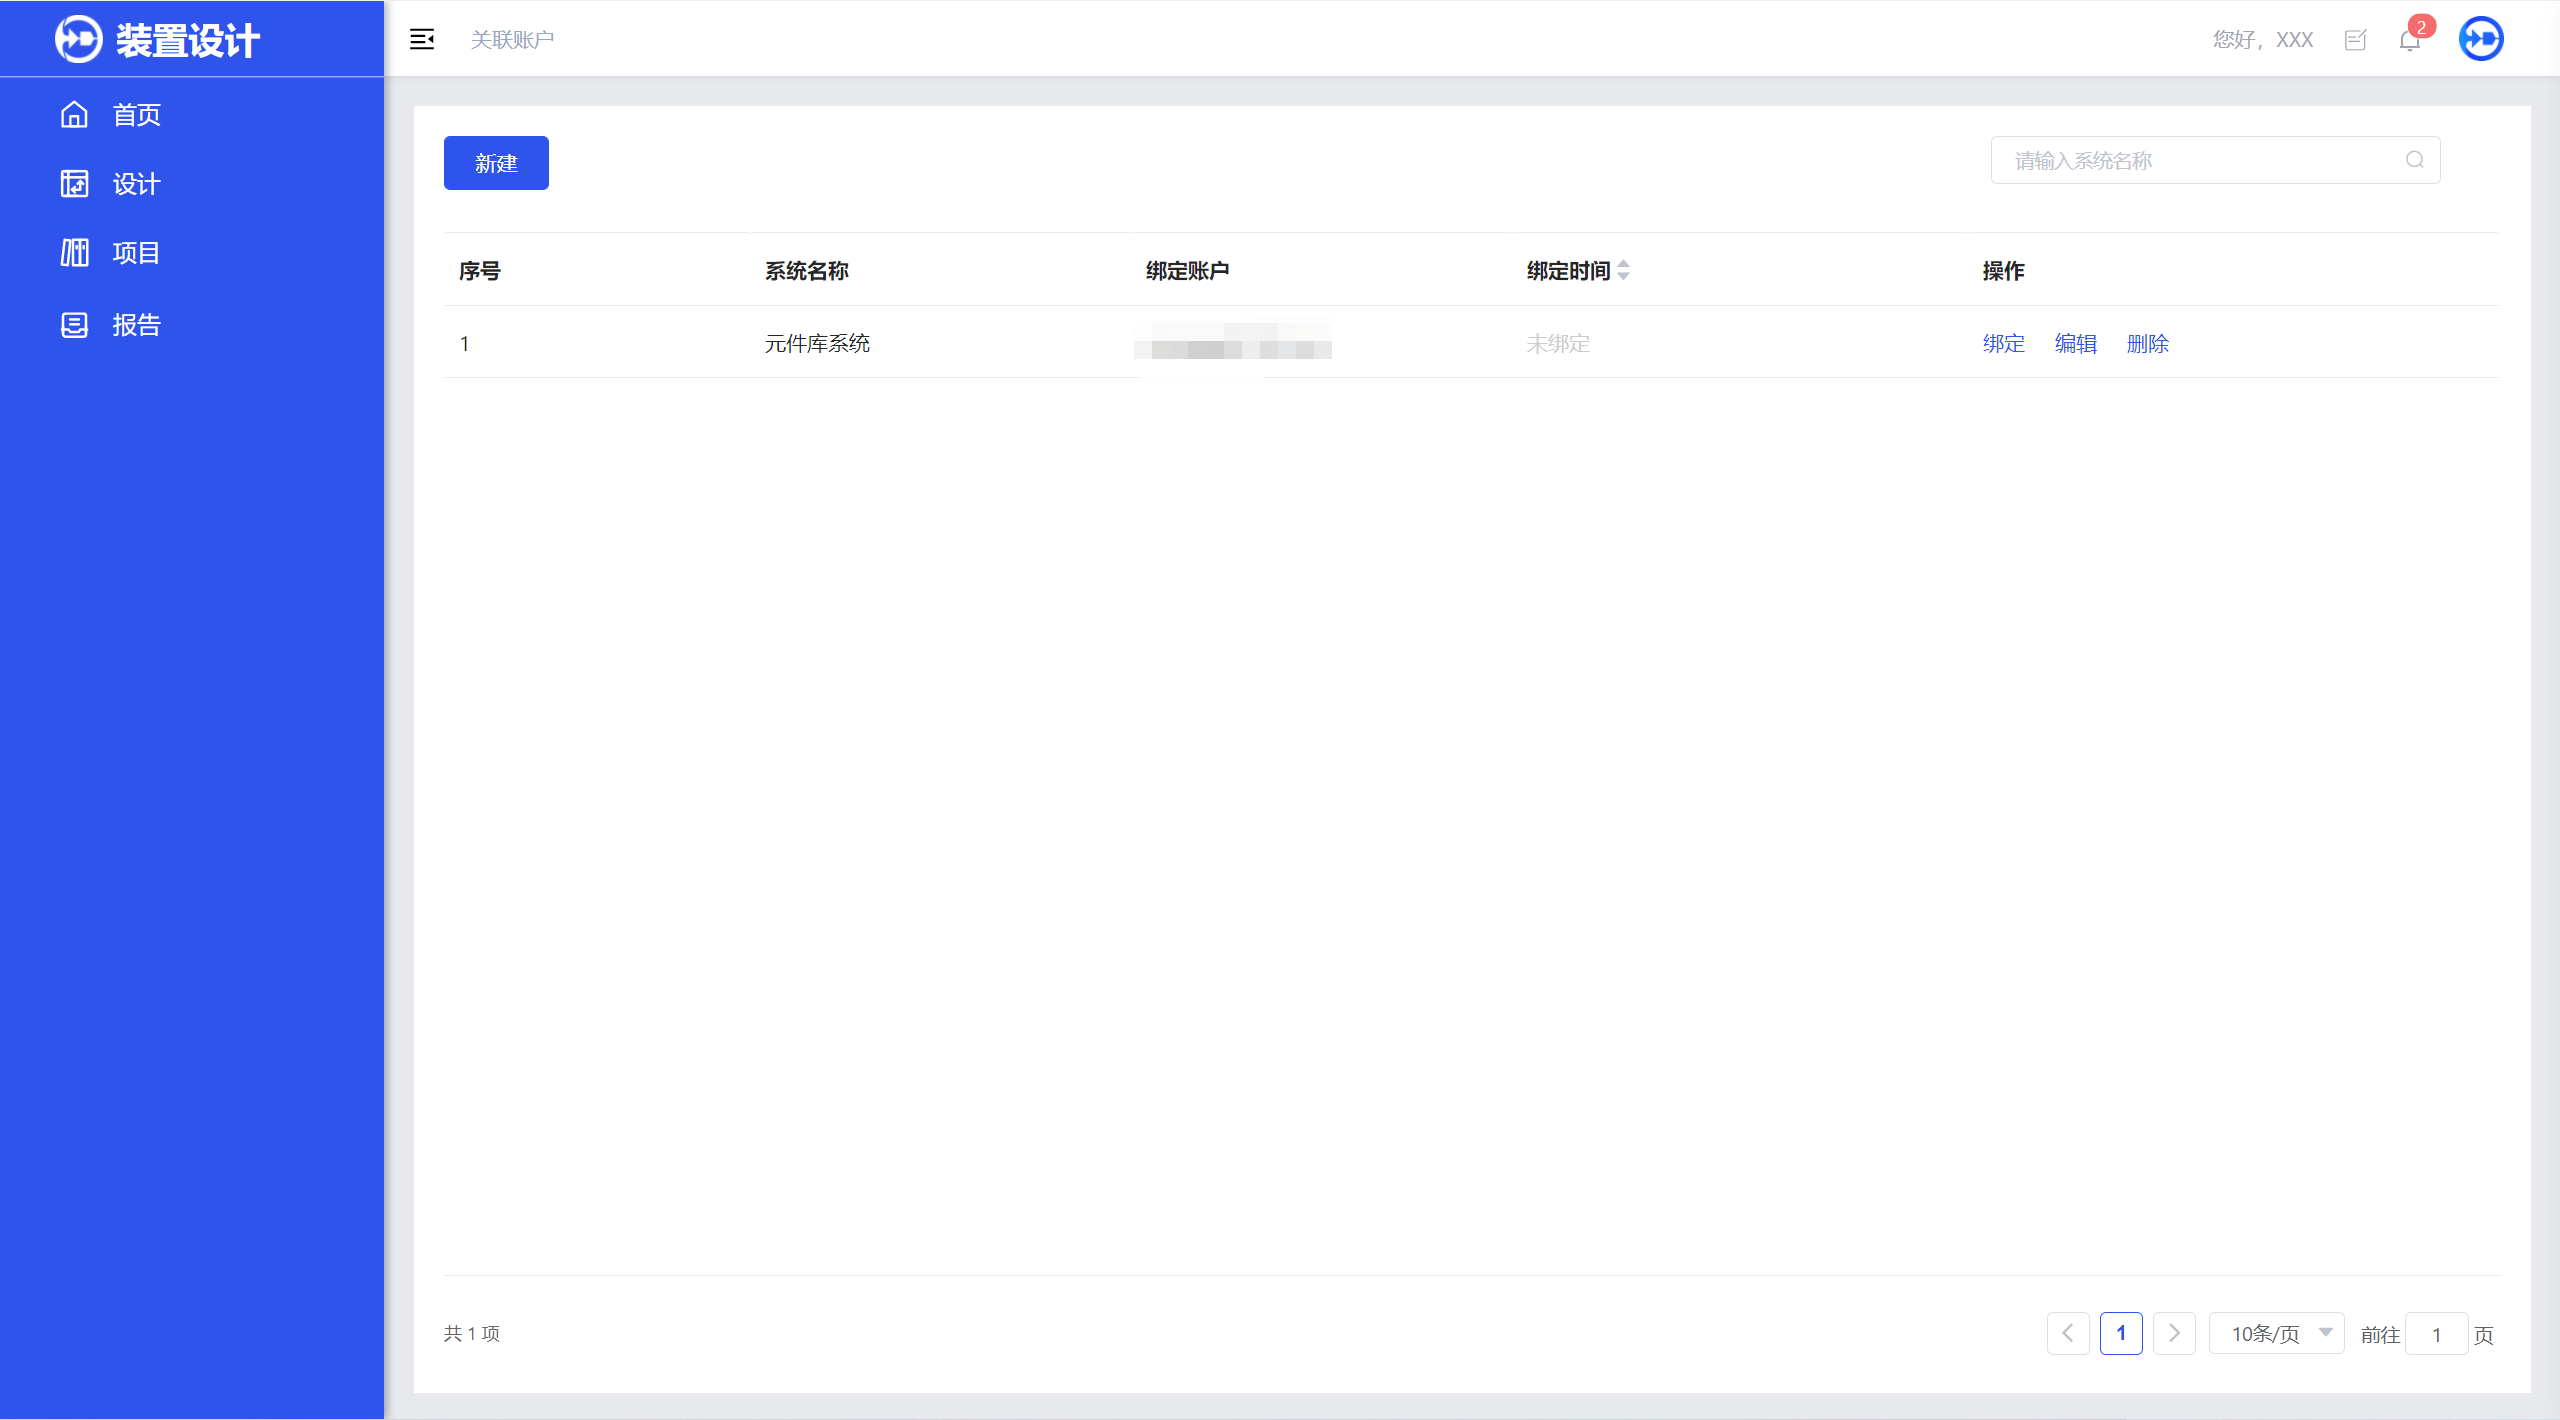 装置设计
关联账户
您好，XXX
2
首页
设计
项目
报告
新建
请输入系统名称
序号 系统名称 绑定账户 绑定时间 操作
1 元件库系统 未绑定 绑定 编辑 删除
共 1 项
1 10条/页 前往 1 页